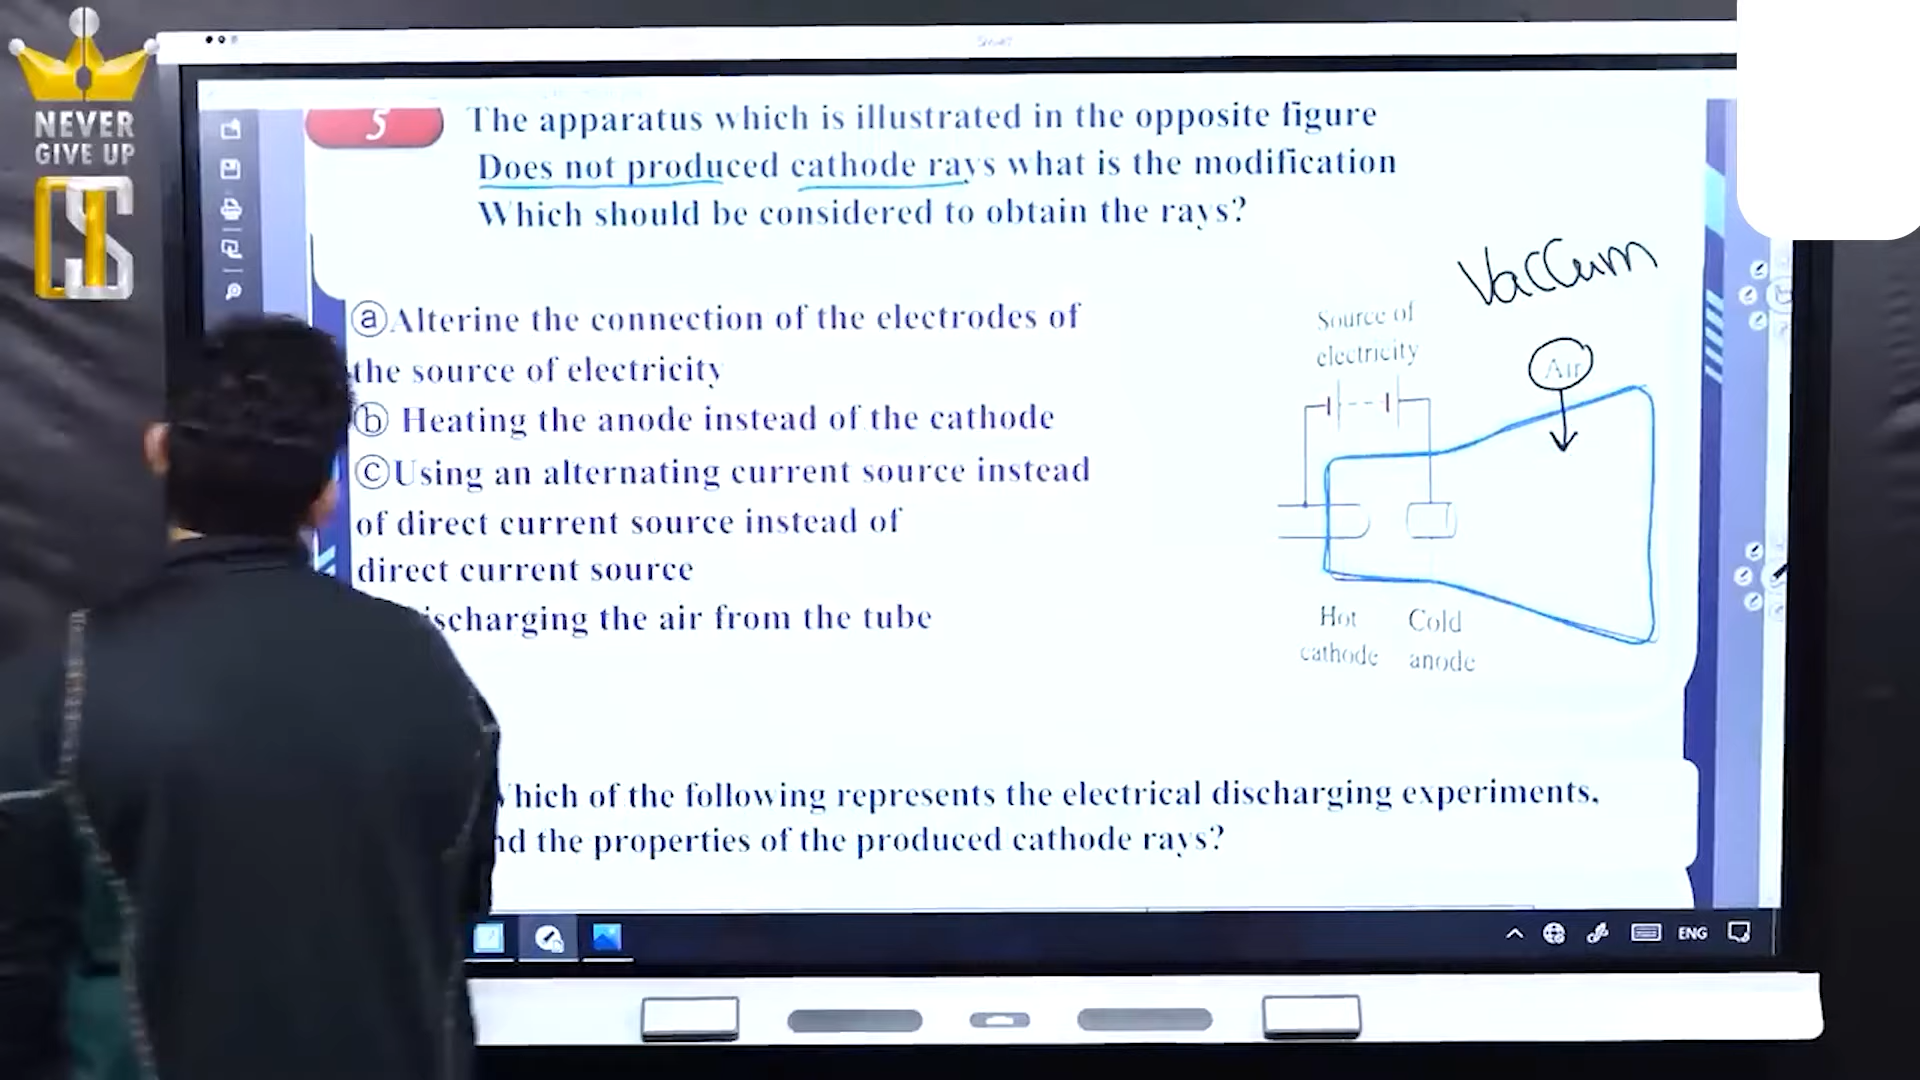 NEVER
GIVE UP
5
The apparatus which is illustrated in the opposite figure
Does not produced cathode rays what is the modification
Which should be considered to obtain the rays?
Vaccum
ⓐAlterine the connection of the electrodes of
the source of electricity
ⓑ Heating the anode instead of the cathode
ⓒUsing an alternating current source instead
of direct current source instead of
direct current source
ischarging the air from the tube
Source of
electricity
Air
Hot
cathode
Cold
anode
hich of the following represents the electrical discharging experiments.
nd the properties of the produced cathode rays?
ENG